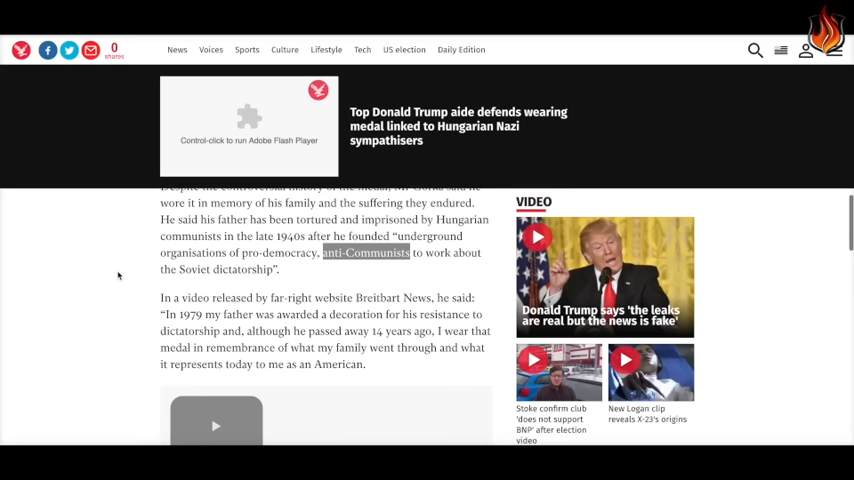 0
shares
News Voices Sports Culture Lifestyle Tech US election Daily Edition
Control-click to run Adobe Flash Player
Top Donald Trump aide defends wearing
medal linked to Hungarian Nazi
sympathisers
wore it in memory of his family and the suffering they endured.
He said his father has been tortured and imprisoned by Hungarian
communists in the late 1940s after he founded “underground
organisations of pro-democracy, anti-Communists to work about
the Soviet dictatorship”.
In a video released by far-right website Breitbart News, he said:
“In 1979 my father was awarded a decoration for his resistance to
dictatorship and, although he passed away 14 years ago, I wear that
medal in remembrance of what my family went through and what
it represents today to me as an American.
VIDEO
Donald Trump says 'the leaks
are real but the news is fake'
Stoke confirm club
'does not support
BNP' after election
video
New Logan clip
reveals X-23's origins